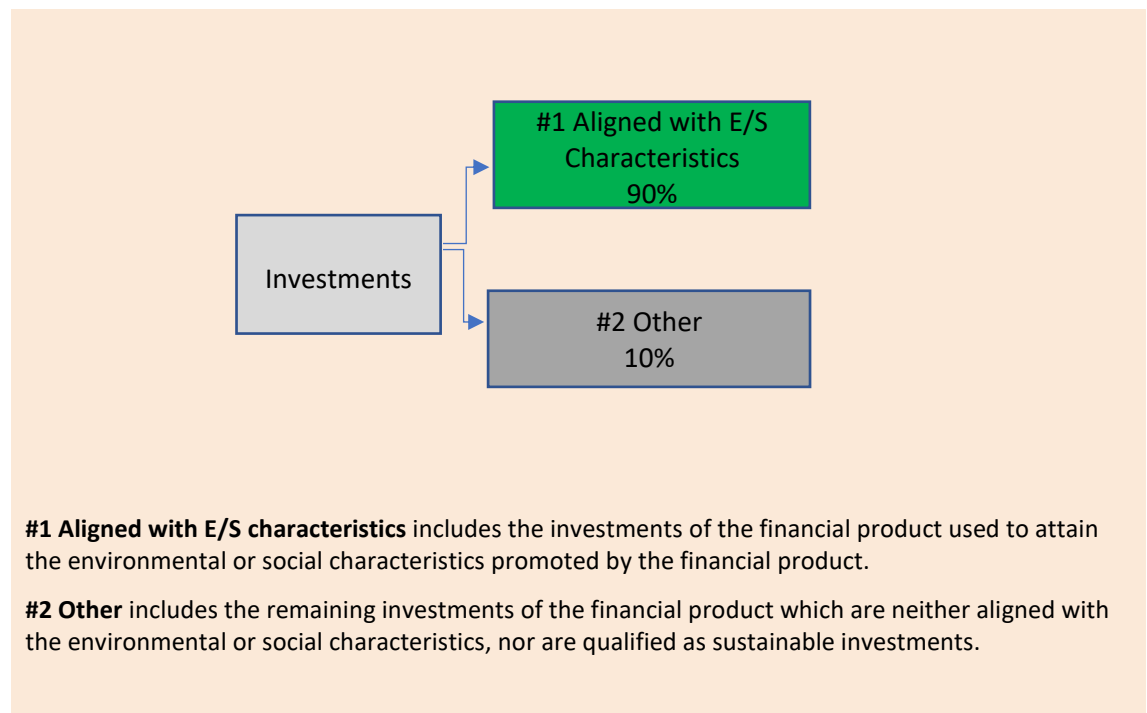 #1 Aligned with E/S
Characteristics
90%
Investments
#2 Other
10%
#1 Aligned with E/S characteristics includes the investments of the financial product used to attain
the environmental or social characteristics promoted by the financial product.
#2 Other includes the remaining investments of the financial product which are neither aligned with
the environmental or social characteristics, nor are qualified as sustainable investments.